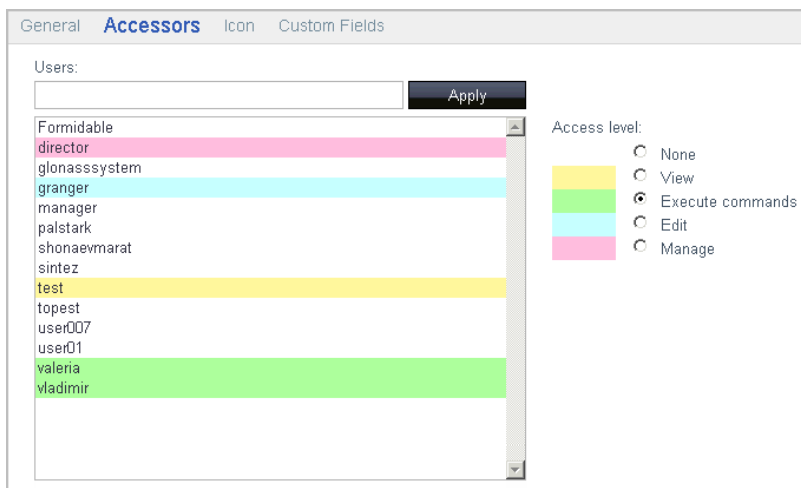 General Accessors Icon Custom Fields
Users:
Apply
Formidable
director
glonasssystem
granger
manager
palstark
shonaevmarat
sintez
test
topest
user007
user01
valeria
vladimir
Access level:
None
View
Execute commands
Edit
Manage